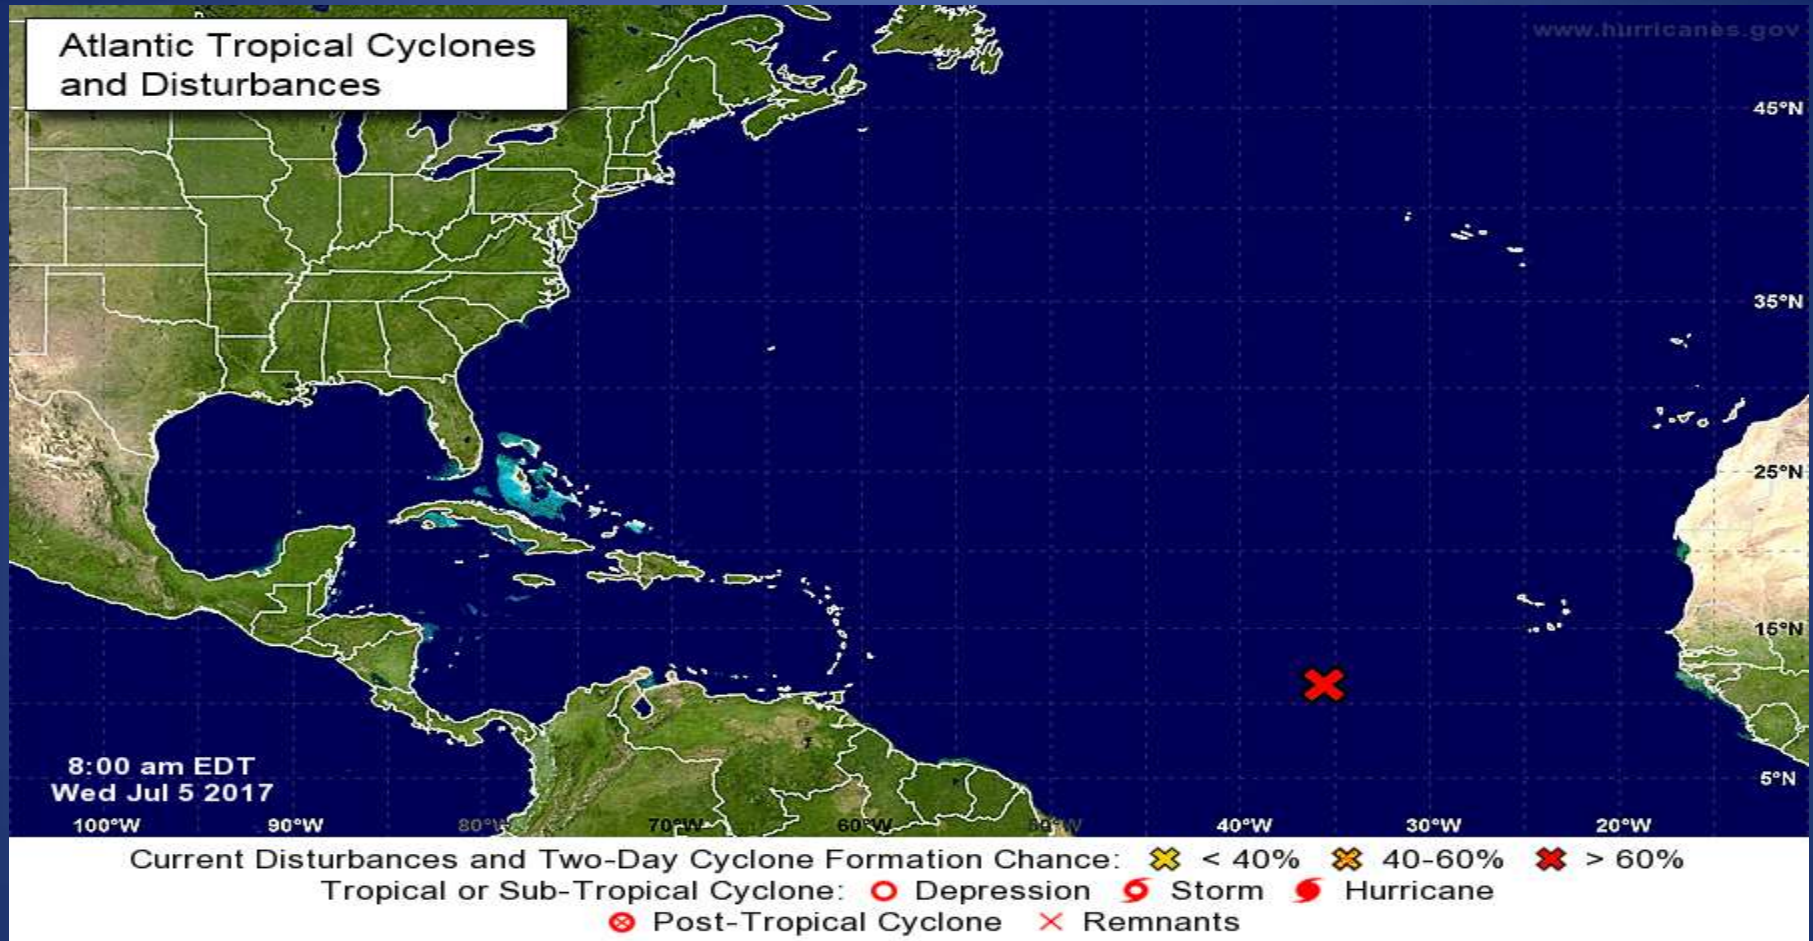 Atlantic Tropical Cyclones
and Disturbances
www.hurricanes.gov
45°N
35°N
25°N
15°N
5°N
8:00 am EDT
Wed Jul 5 2017
100°W 90°W 80°W 70°W 60°W 50°W 40°W 30°W 20°W
Current Disturbances and Two-Day Cyclone Formation Chance: < 40% 40-60% > 60%
Tropical or Sub-Tropical Cyclone: Depression Storm Hurricane
Post-Tropical Cyclone Remnants